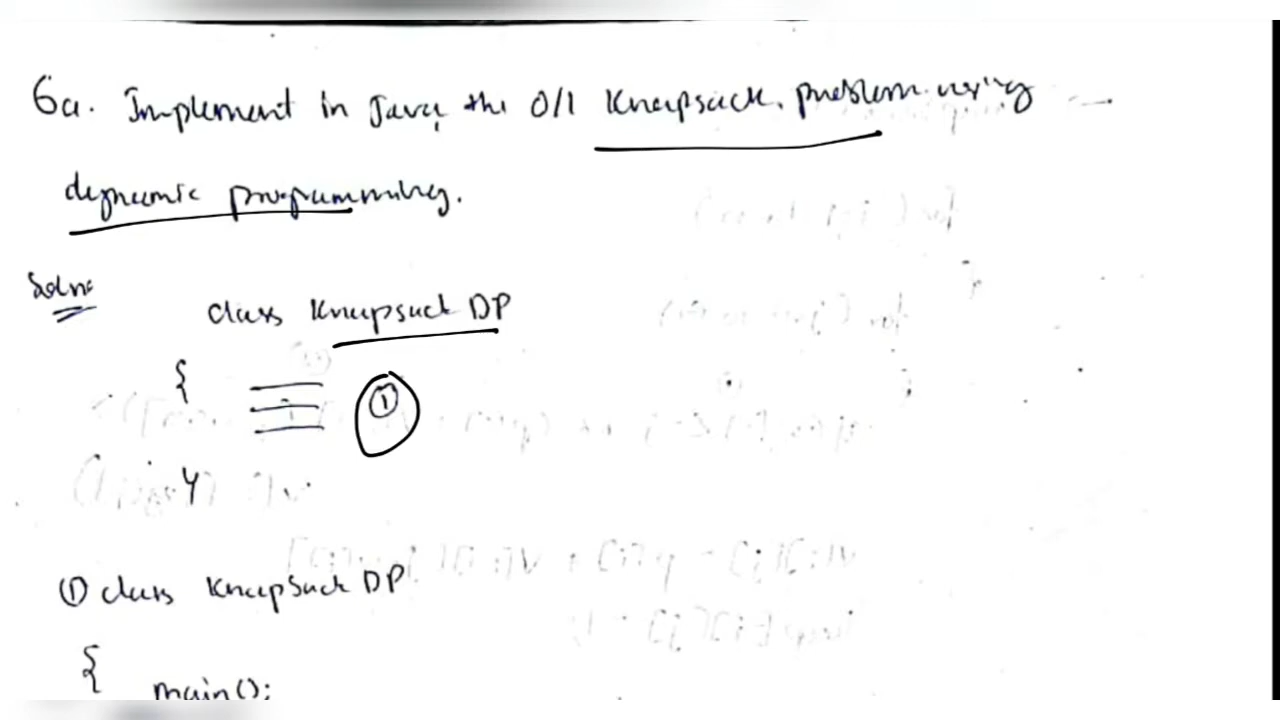 6a. Implement in Java, the 0/1 Knapsack problem using
dynamic programming.
Soln:
class Knapsack DP
{
①
}
① class KnapSack DP
{
main();